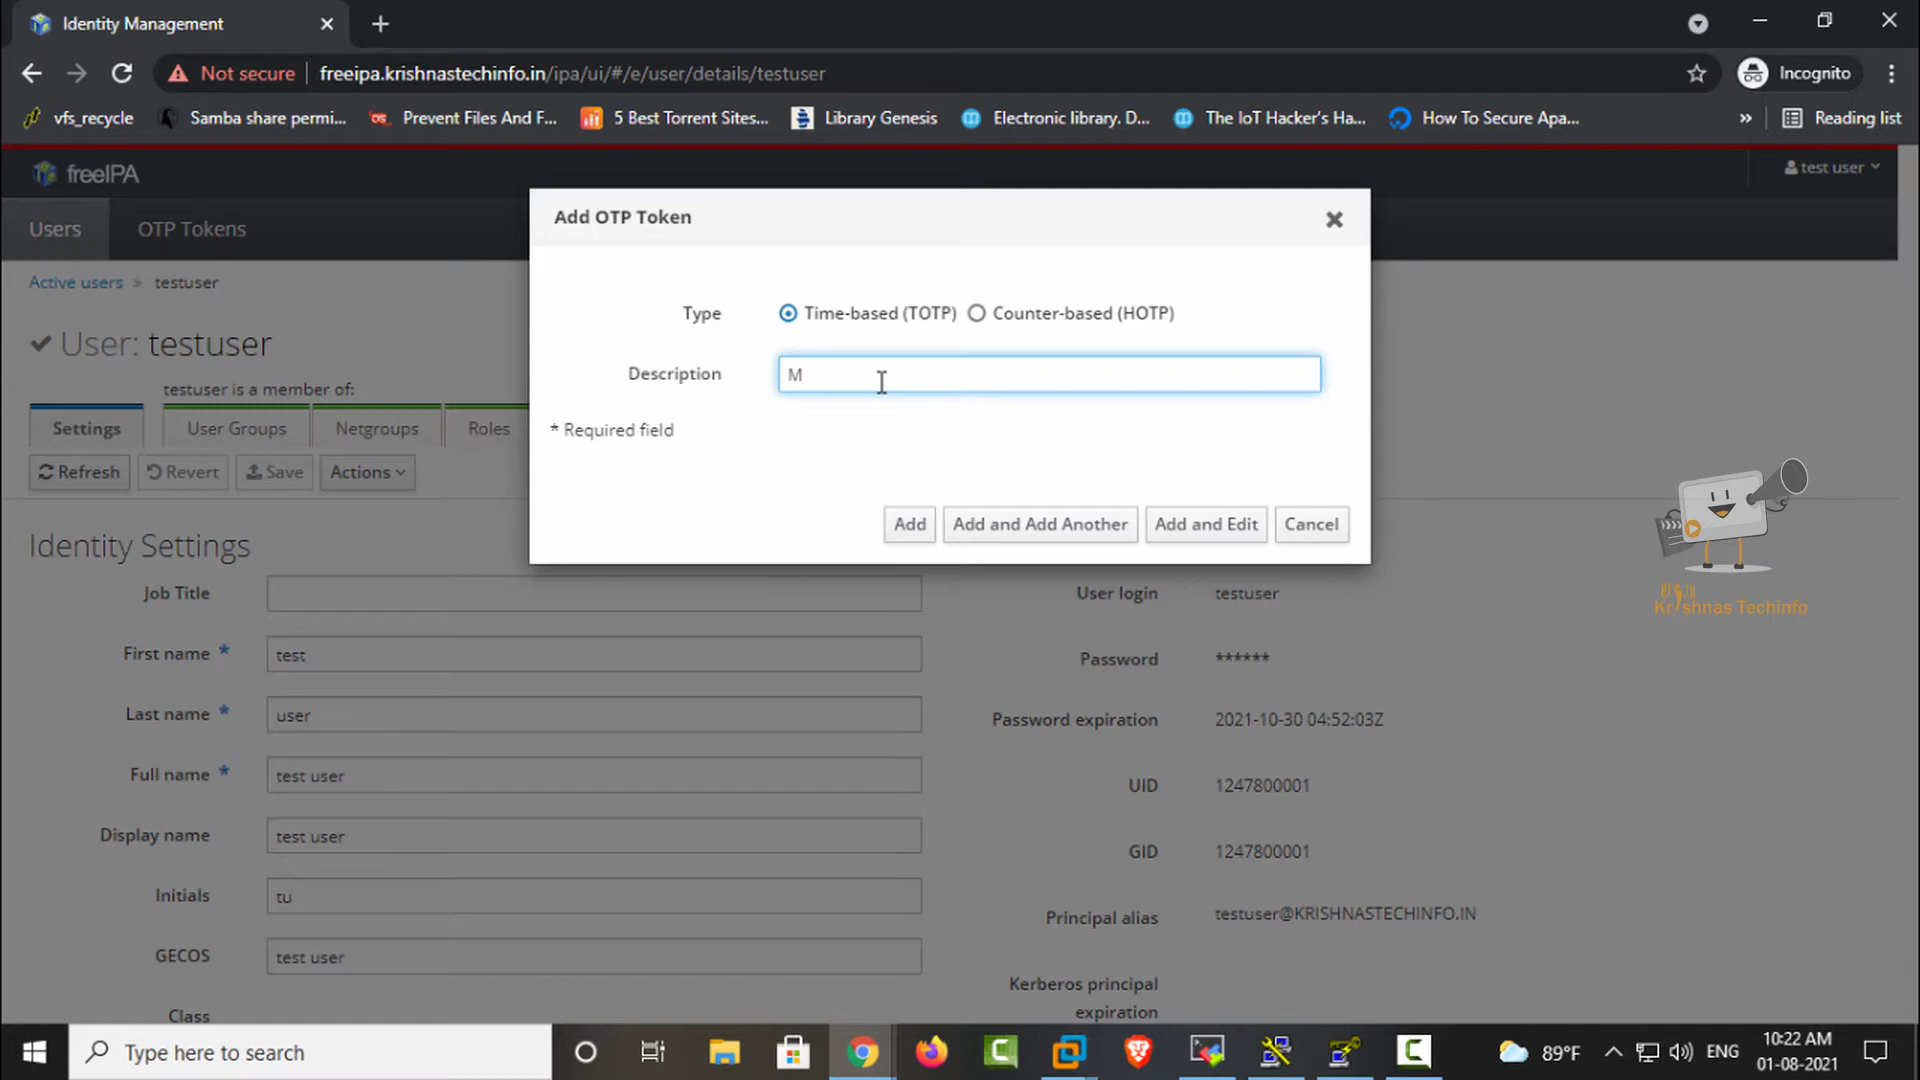 Identity Management
Not secure
freeipa.krishnastechinfo.in/ipa/ui/#/e/user/details/testuser
Incognito
vfs_recycle
Samba share permi...
Prevent Files And F...
5 Best Torrent Sites...
Library Genesis
Electronic library. D...
The IoT Hacker's Ha...
How To Secure Apa...
»
Reading list
freeIPA
test user
Users
OTP Tokens
Active users » testuser
User: testuser
testuser is a member of:
Settings
User Groups
Netgroups
Roles
Refresh
Revert
Save
Actions
Add OTP Token
Type
Time-based (TOTP)
Counter-based (HOTP)
Description
M
* Required field
Add
Add and Add Another
Add and Edit
Cancel
Identity Settings
Job Title
First name *
test
Last name *
user
Full name *
test user
Display name
test user
Initials
tu
GECOS
test user
Class
User login
testuser
Password
******
Password expiration
2021-10-30 04:52:03Z
UID
1247800001
GID
1247800001
Principal alias
testuser@KRISHNASTECHINFO.IN
Kerberos principal
expiration
Krishnas Techinfo
Type here to search
89°F
ENG
10:22 AM
01-08-2021